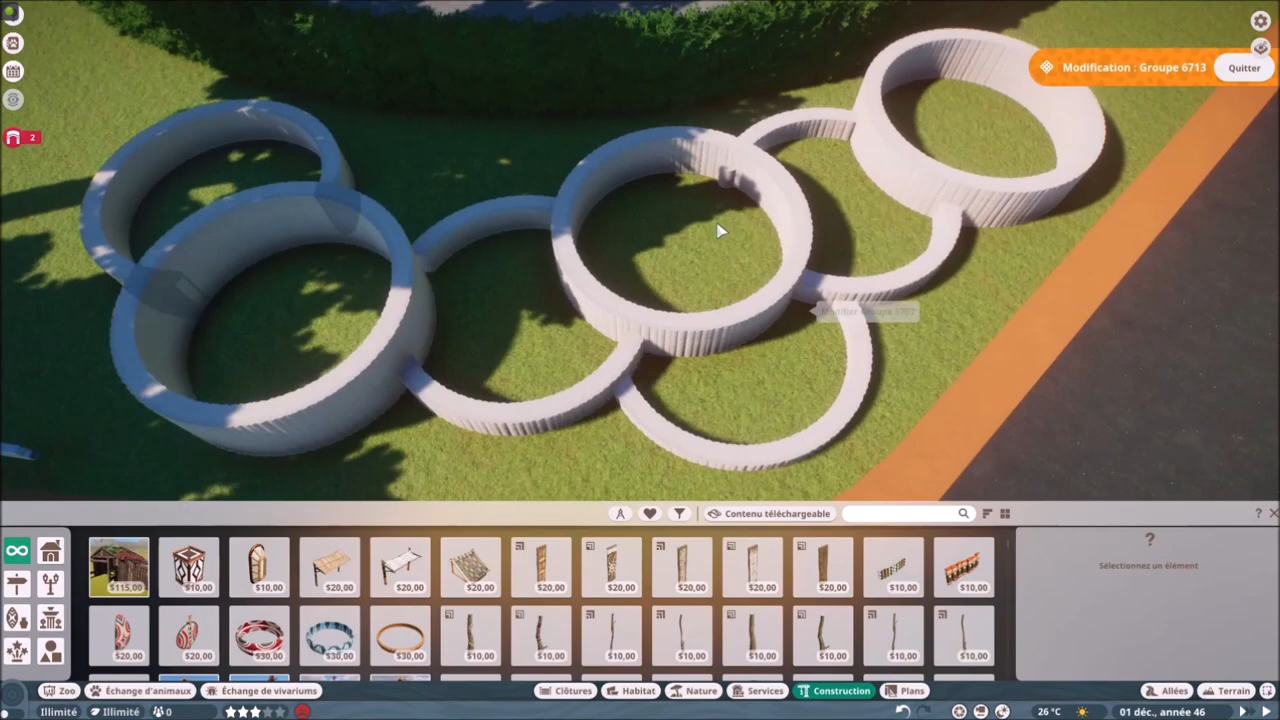 Modification : Groupe 6713
Quitter
2
Modifier Groupe 6707
Contenu téléchargeable
?
$115,00
$10,00
$10,00
$20,00
$20,00
$20,00
$20,00
$20,00
$20,00
$20,00
$20,00
$10,00
$10,00
?
Sélectionnez un élément
$20,00
$20,00
$30,00
$30,00
$30,00
$10,00
$10,00
$10,00
$10,00
$10,00
$10,00
$10,00
$10,00
Zoo
Échange d'animaux
Échange de vivariums
Clôtures
Habitat
Nature
Services
Construction
Plans
Allées
Terrain
Illimité
Illimité
0
26 °C
01 déc., année 46